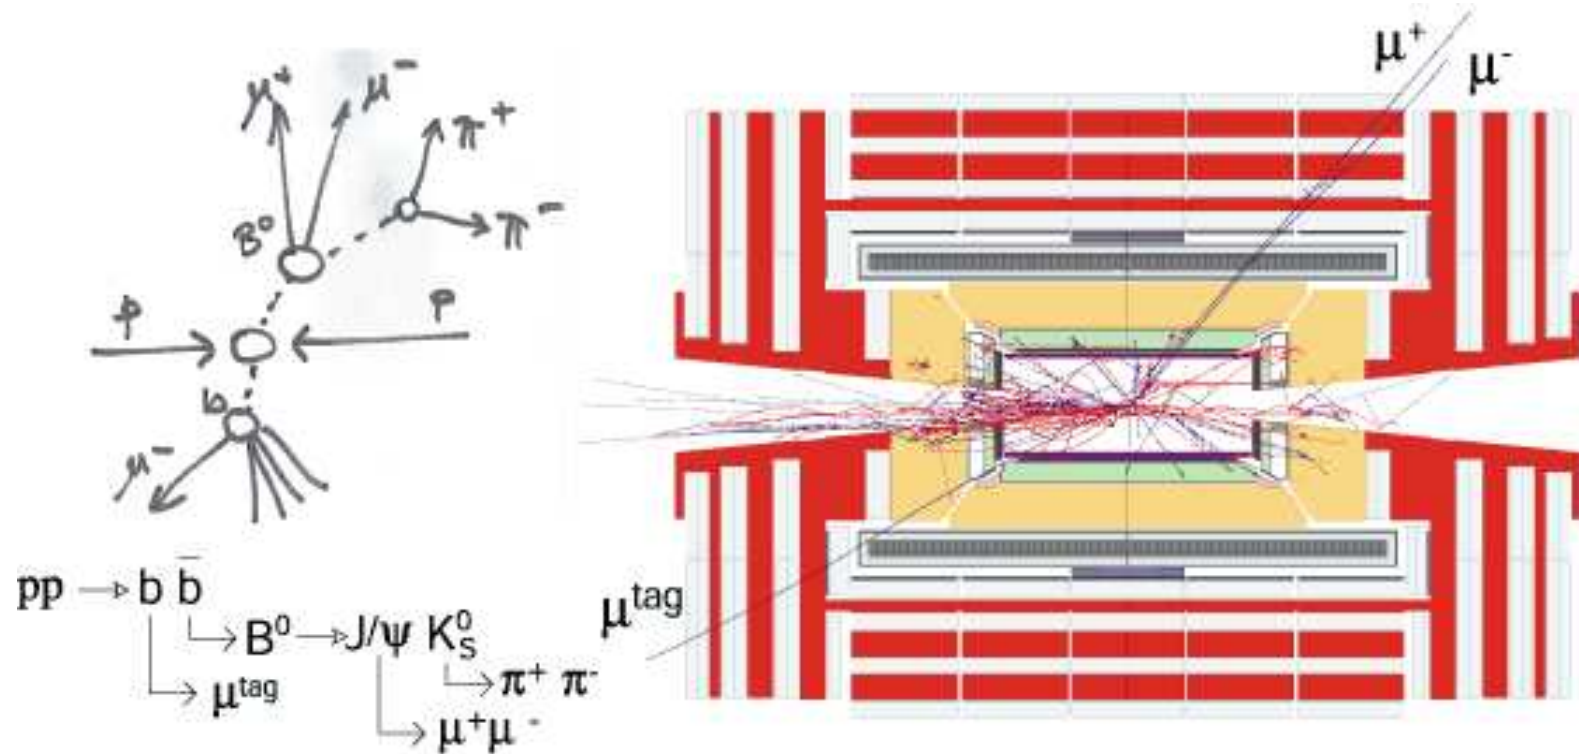 μ⁺ μ⁻
π⁺
π⁻
B⁰
p p
b
μ⁻
pp → b b̄
B⁰ → J/ψ K⁰S
μᵗᵃᵍ
π⁺ π⁻
μ⁺μ⁻
μ⁺
μ⁻
μᵗᵃᵍ